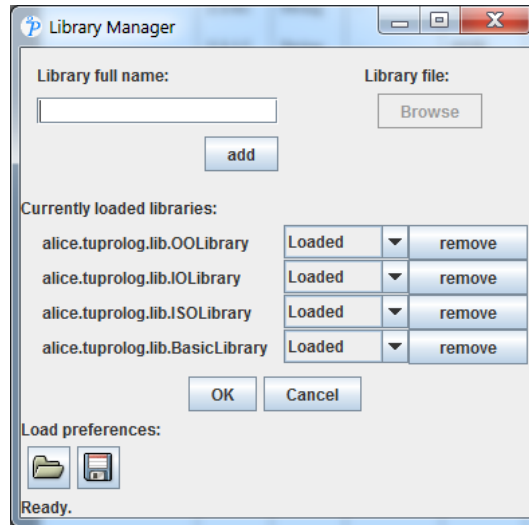 Library Manager
Library full name: Library file:
Browse
add
Currently loaded libraries:
alice.tuprolog.lib.OOLibrary Loaded remove
alice.tuprolog.lib.IOLibrary Loaded remove
alice.tuprolog.lib.ISOLibrary Loaded remove
alice.tuprolog.lib.BasicLibrary Loaded remove
OK Cancel
Load preferences:
Ready.